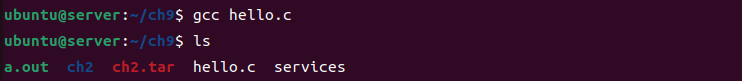 ubuntu@server:~/ch9$ gcc hello.c
ubuntu@server:~/ch9$ ls
a.out  ch2  ch2.tar  hello.c  services